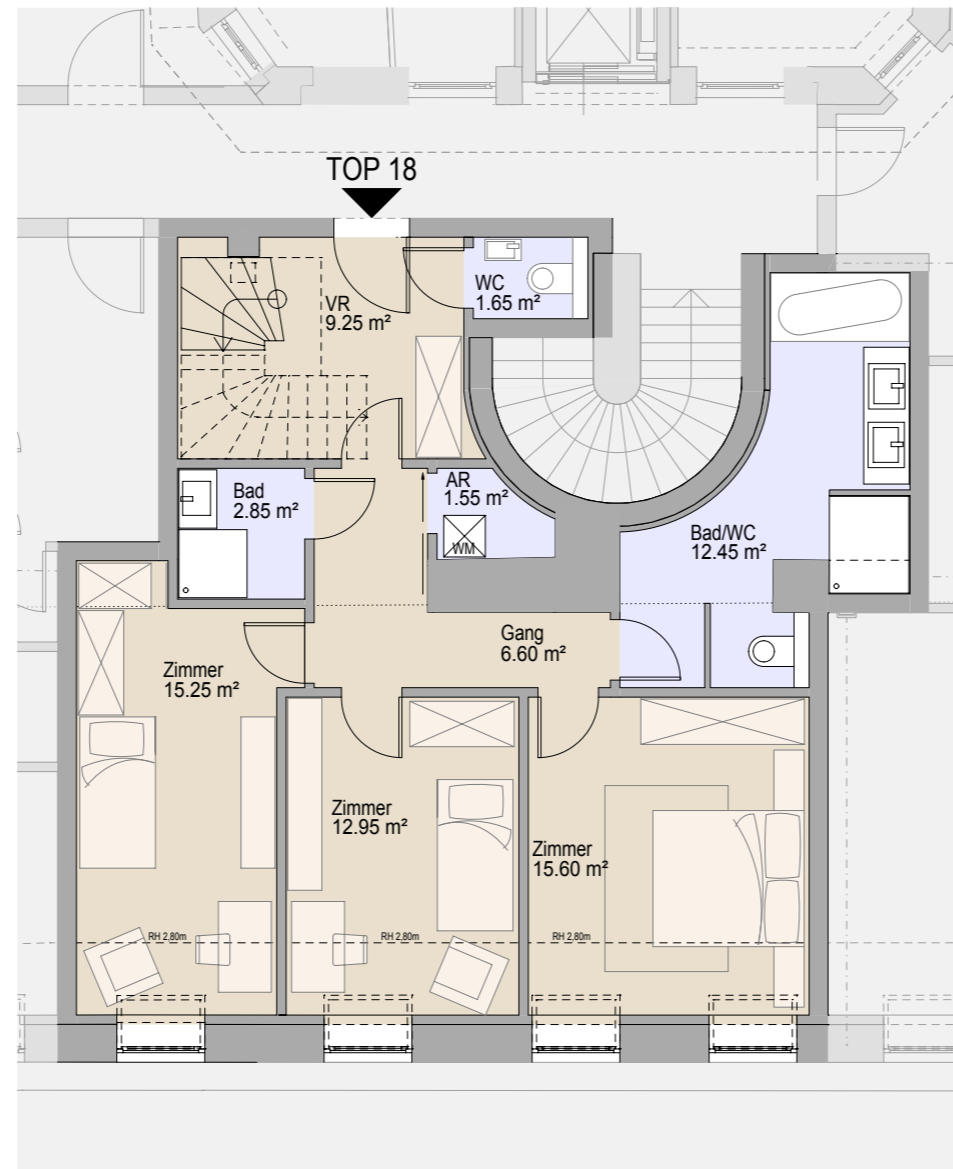 TOP 18
WC
1.65 m²
VR
9.25 m²
Bad
2.85 m²
AR
1.55 m²
WM
Bad/WC
12.45 m²
Gang
6.60 m²
Zimmer
15.25 m²
Zimmer
12.95 m²
Zimmer
15.60 m²
RH 2,80m
RH 2,80m
RH 2,80m